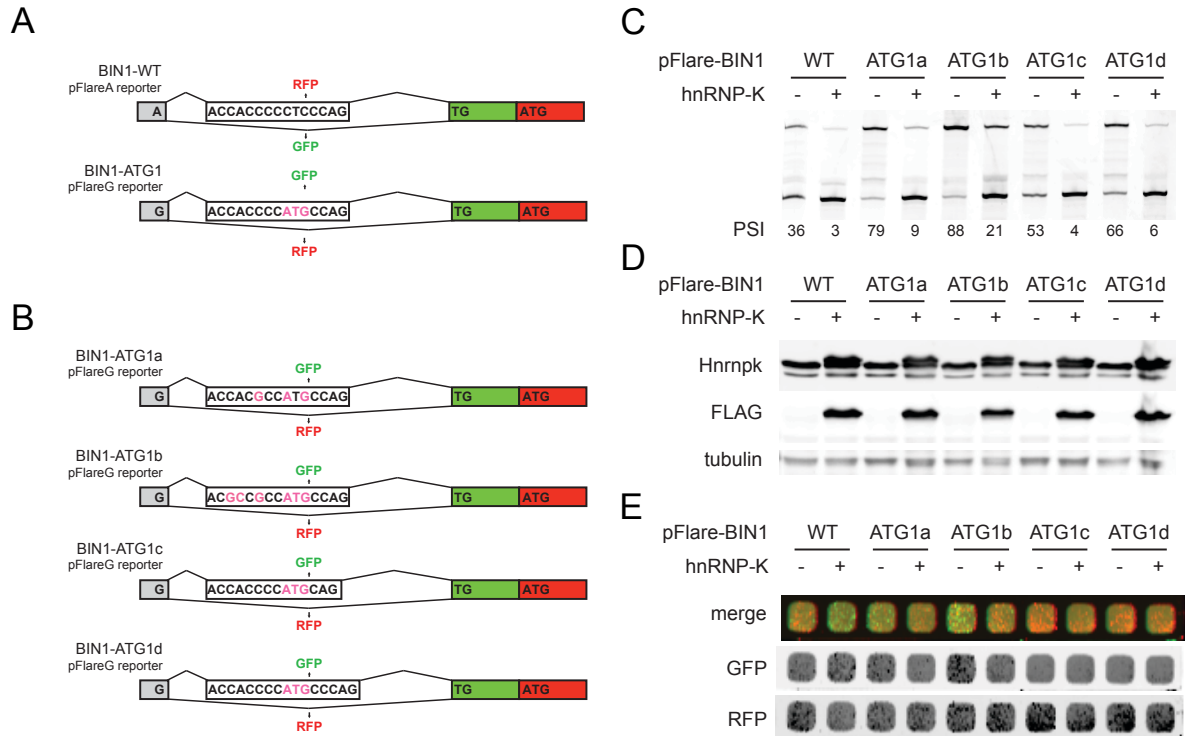 A
BIN1-WT
pFlareA reporter
RFP
A ACCACCCCCTCCCAG TG ATG
GFP
BIN1-ATG1
pFlareG reporter
GFP
G ACCACCCCATGCCAG TG ATG
RFP
B
BIN1-ATG1a
pFlareG reporter
GFP
G ACCACGCCATGCCAG TG ATG
RFP
BIN1-ATG1b
pFlareG reporter
GFP
G ACGCCGCCATGCCAG TG ATG
RFP
BIN1-ATG1c
pFlareG reporter
GFP
G ACCACCCCATGCAG TG ATG
RFP
BIN1-ATG1d
pFlareG reporter
GFP
G ACCACCCCATGCCCAG TG ATG
RFP
C
pFlare-BIN1 WT ATG1a ATG1b ATG1c ATG1d
hnRNP-K - + - + - + - + - +
PSI 36 3 79 9 88 21 53 4 66 6
D
pFlare-BIN1 WT ATG1a ATG1b ATG1c ATG1d
hnRNP-K - + - + - + - + - +
Hnrnpk
FLAG
tubulin
E
pFlare-BIN1 WT ATG1a ATG1b ATG1c ATG1d
hnRNP-K - + - + - + - + - +
merge
GFP
RFP